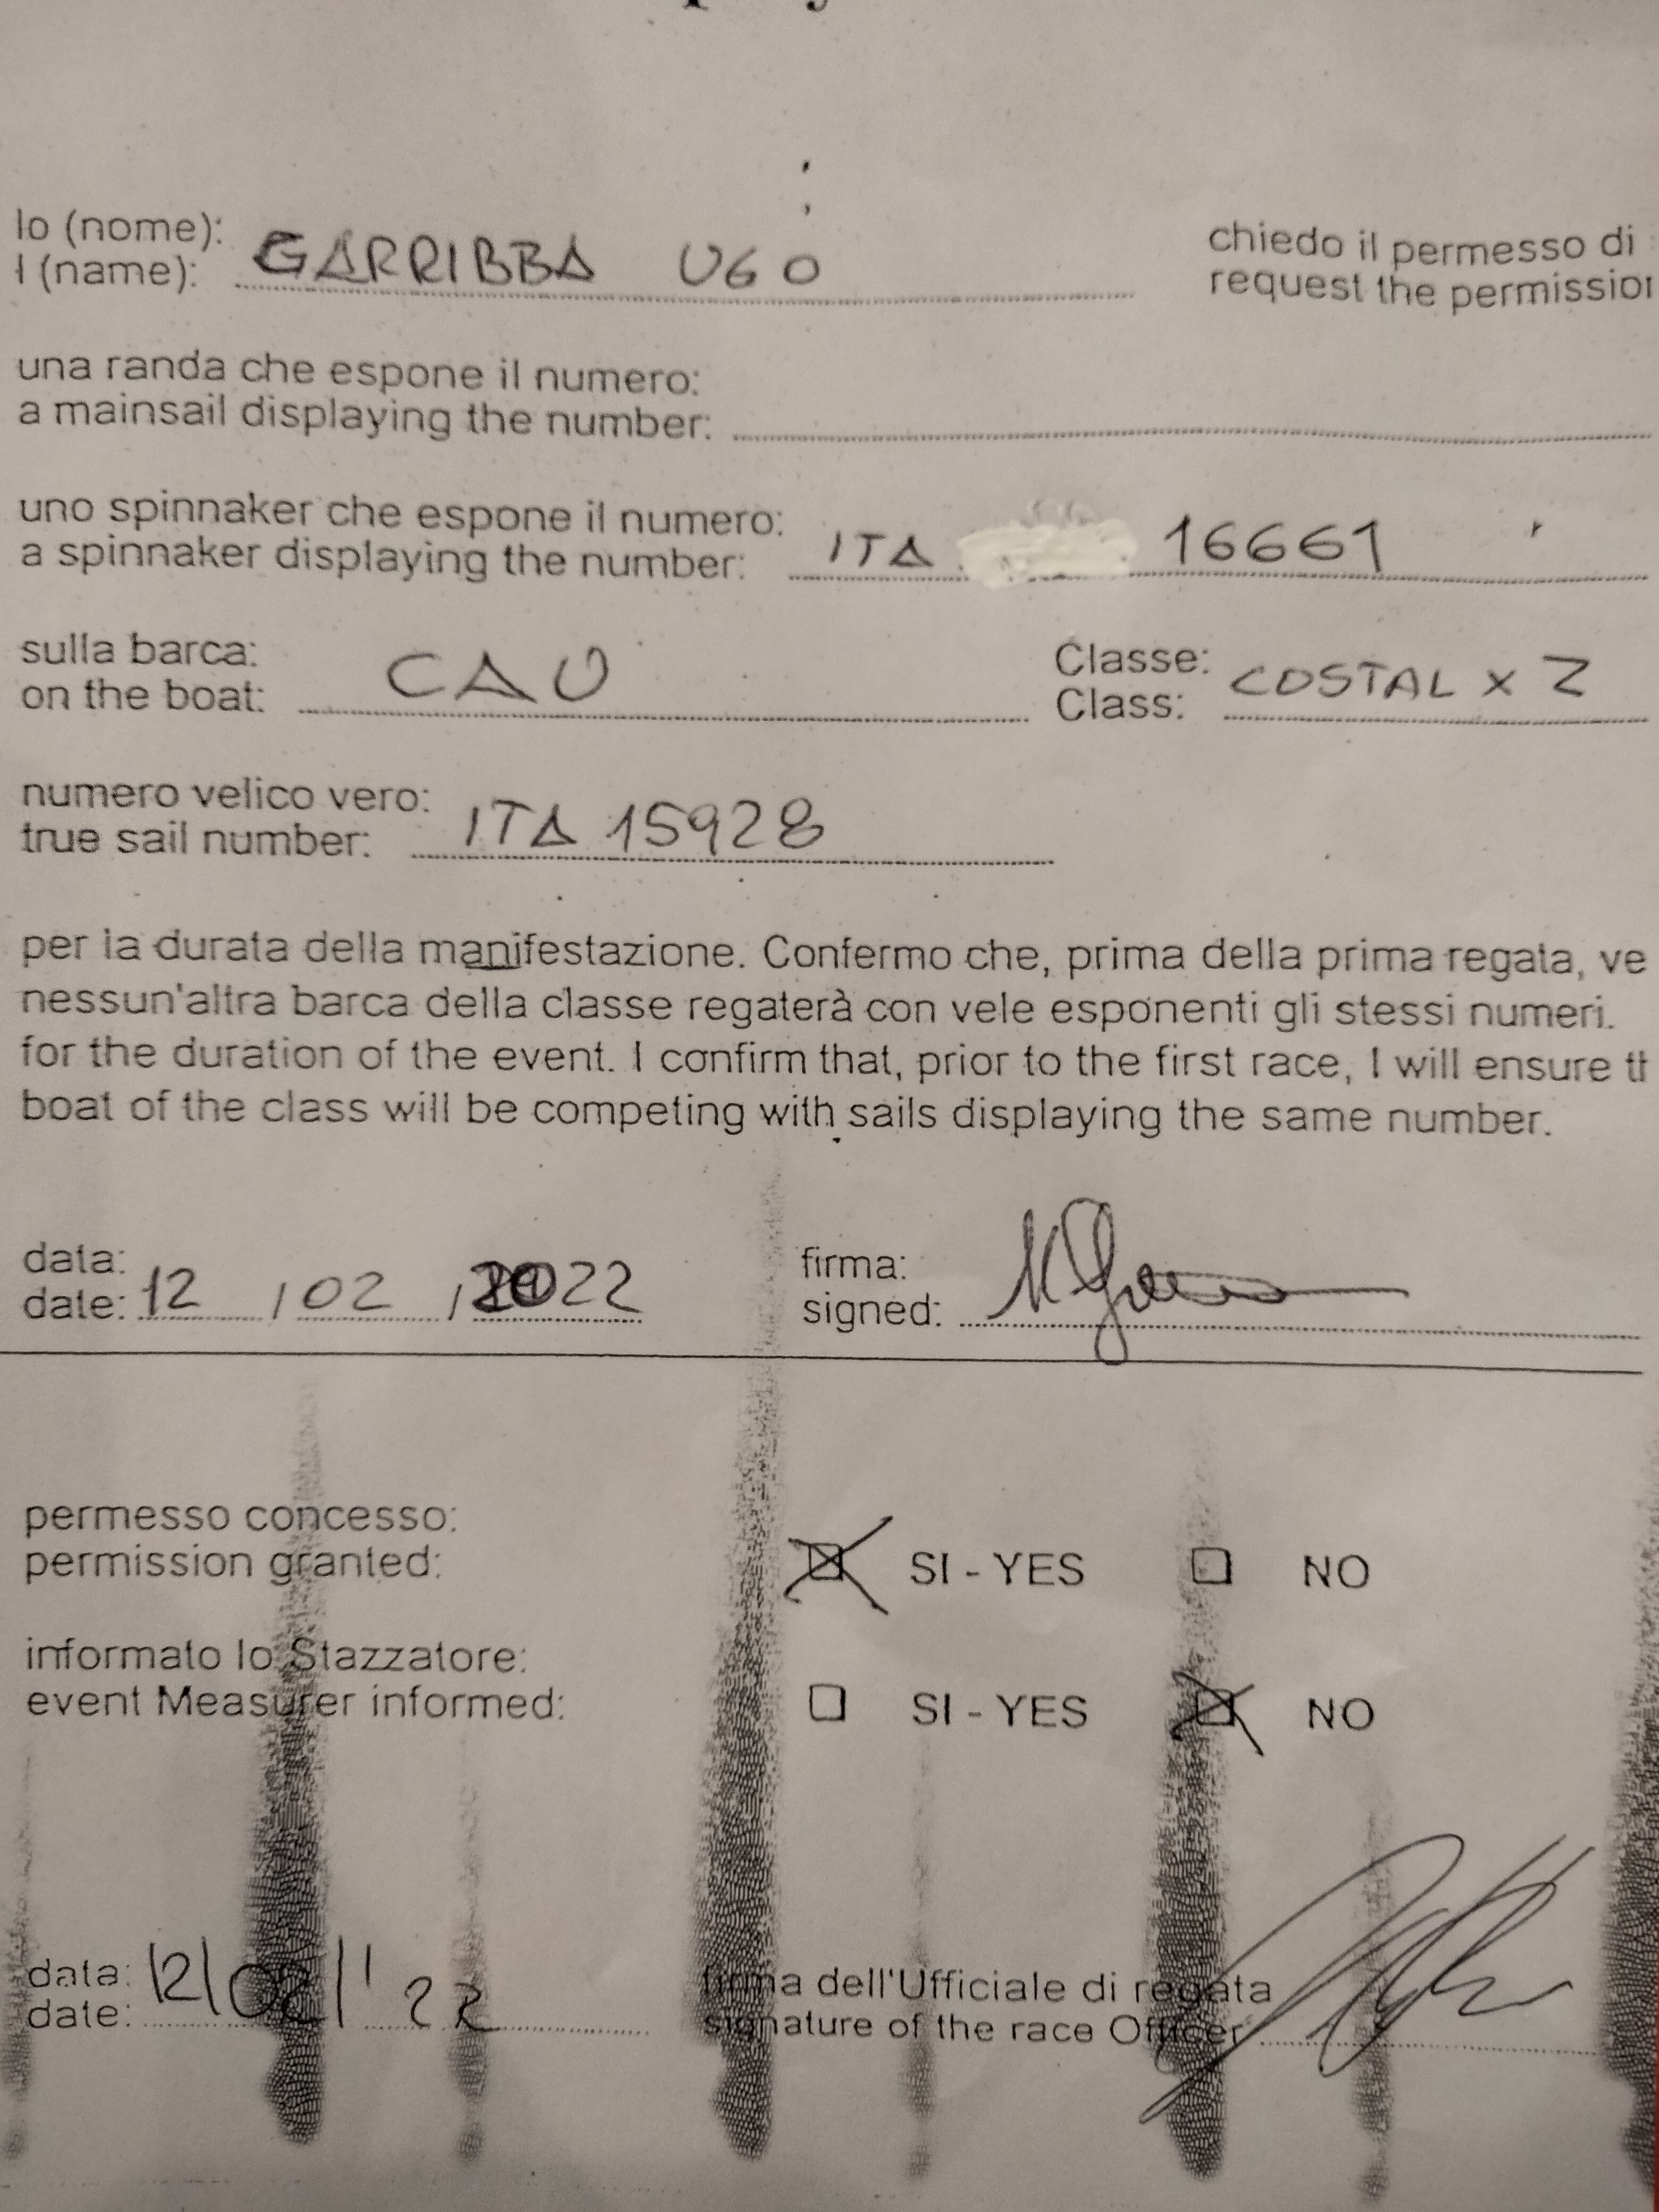 Io (nome): GARRIBBA UGO chiedo il permesso di
I (name): request the permission
una randa che espone il numero:
a mainsail displaying the number:
uno spinnaker che espone il numero:
a spinnaker displaying the number: ITA 16661
sulla barca: CAO Classe: COSTAL x 2
on the boat: Class:
numero velico vero: ITA 15928
true sail number:
per la durata della manifestazione. Confermo che, prima della prima regata, ve
nessun'altra barca della classe regaterà con vele esponenti gli stessi numeri.
for the duration of the event. I confirm that, prior to the first race, I will ensure th
boat of the class will be competing with sails displaying the same number.
data: firma:
date: 12 / 02 / 2022 signed:
permesso concesso:
permission granted: SI - YES NO
informato lo Stazzatore:
event Measurer informed: SI - YES NO
data: 12/02/'22 firma dell'Ufficiale di regata
date: signature of the race Officer